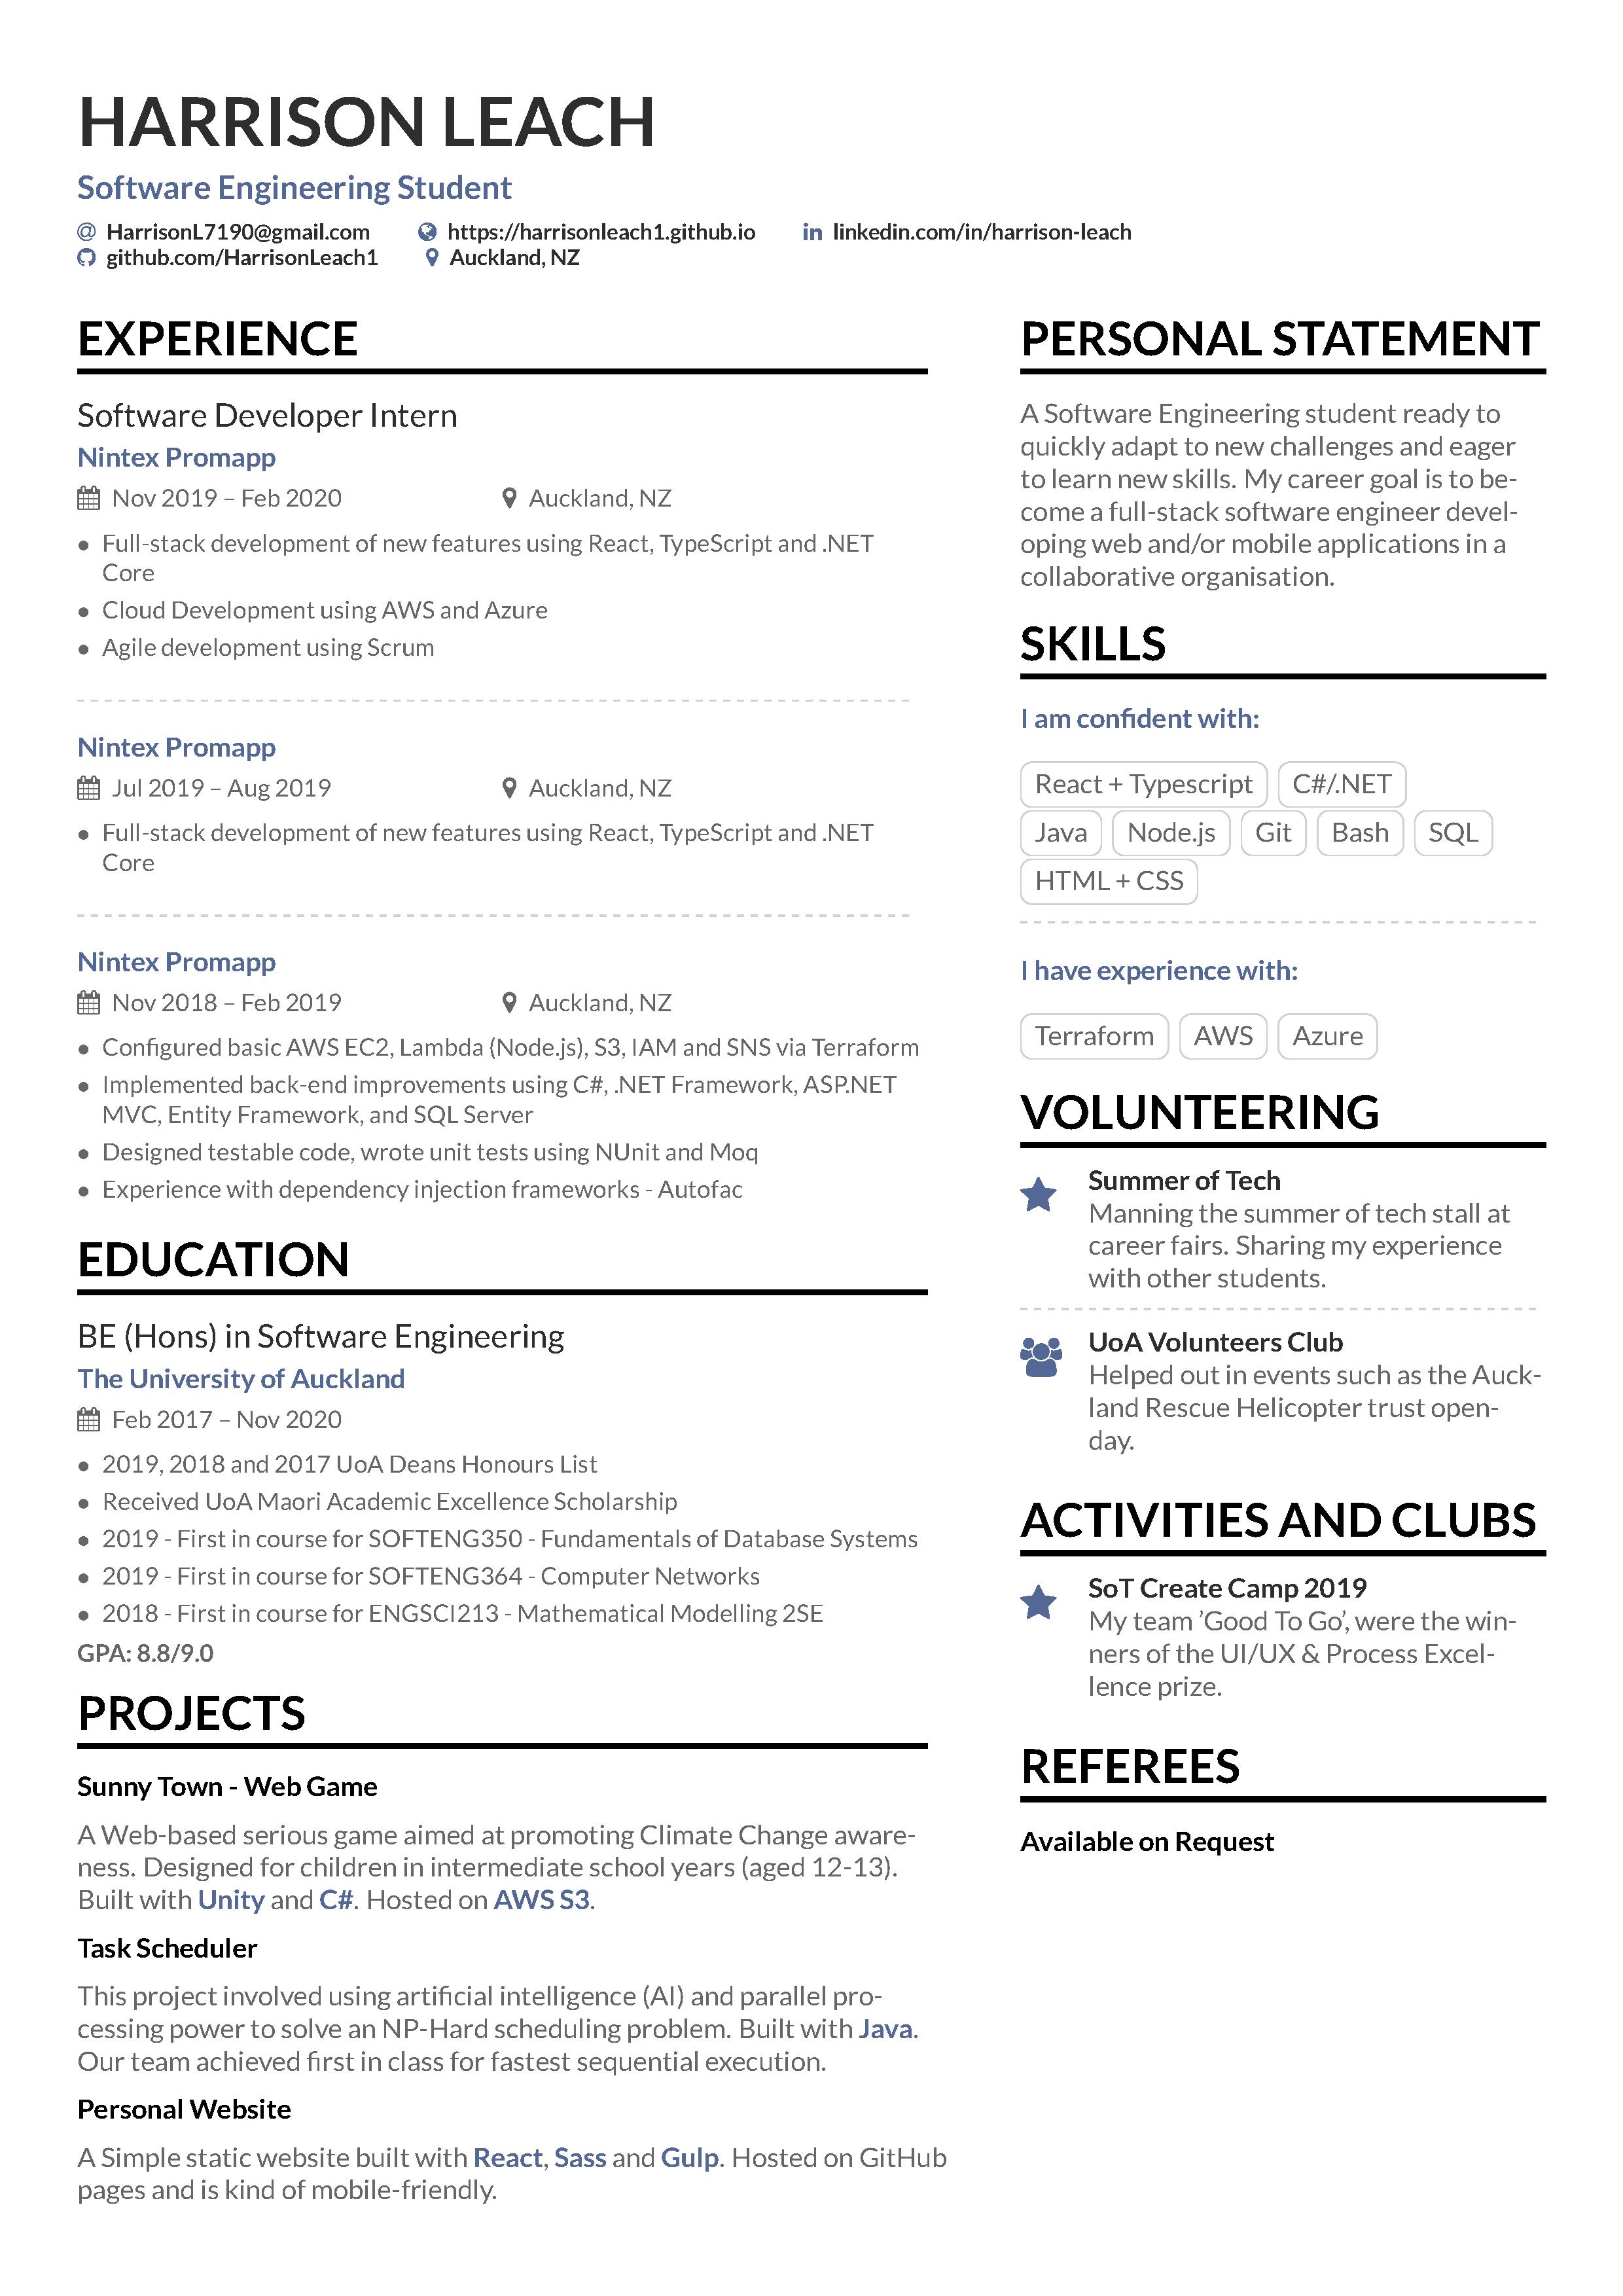 HARRISON LEACH
Software Engineering Student
HarrisonL7190@gmail.com https://harrisonleach1.github.io linkedin.com/in/harrison-leach
github.com/HarrisonLeach1 Auckland, NZ
EXPERIENCE
Software Developer Intern
Nintex Promapp
Nov 2019 – Feb 2020 Auckland, NZ
• Full-stack development of new features using React, TypeScript and .NET
Core
• Cloud Development using AWS and Azure
• Agile development using Scrum
Nintex Promapp
Jul 2019 – Aug 2019 Auckland, NZ
• Full-stack development of new features using React, TypeScript and .NET
Core
Nintex Promapp
Nov 2018 – Feb 2019 Auckland, NZ
• Configured basic AWS EC2, Lambda (Node.js), S3, IAM and SNS via Terraform
• Implemented back-end improvements using C#, .NET Framework, ASP.NET
MVC, Entity Framework, and SQL Server
• Designed testable code, wrote unit tests using NUnit and Moq
• Experience with dependency injection frameworks - Autofac
EDUCATION
BE (Hons) in Software Engineering
The University of Auckland
Feb 2017 – Nov 2020
• 2019, 2018 and 2017 UoA Deans Honours List
• Received UoA Maori Academic Excellence Scholarship
• 2019 - First in course for SOFTENG350 - Fundamentals of Database Systems
• 2019 - First in course for SOFTENG364 - Computer Networks
• 2018 - First in course for ENGSCI213 - Mathematical Modelling 2SE
GPA: 8.8/9.0
PROJECTS
Sunny Town - Web Game
A Web-based serious game aimed at promoting Climate Change aware-
ness. Designed for children in intermediate school years (aged 12-13).
Built with Unity and C#. Hosted on AWS S3.
Task Scheduler
This project involved using artificial intelligence (AI) and parallel pro-
cessing power to solve an NP-Hard scheduling problem. Built with Java.
Our team achieved first in class for fastest sequential execution.
Personal Website
A Simple static website built with React, Sass and Gulp. Hosted on GitHub
pages and is kind of mobile-friendly.
PERSONAL STATEMENT
A Software Engineering student ready to
quickly adapt to new challenges and eager
to learn new skills. My career goal is to be-
come a full-stack software engineer devel-
oping web and/or mobile applications in a
collaborative organisation.
SKILLS
I am confident with:
React + Typescript C#/.NET
Java Node.js Git Bash SQL
HTML + CSS
I have experience with:
Terraform AWS Azure
VOLUNTEERING
Summer of Tech
Manning the summer of tech stall at
career fairs. Sharing my experience
with other students.
UoA Volunteers Club
Helped out in events such as the Auck-
land Rescue Helicopter trust open-
day.
ACTIVITIES AND CLUBS
SoT Create Camp 2019
My team ’Good To Go’, were the win-
ners of the UI/UX & Process Excel-
lence prize.
REFEREES
Available on Request